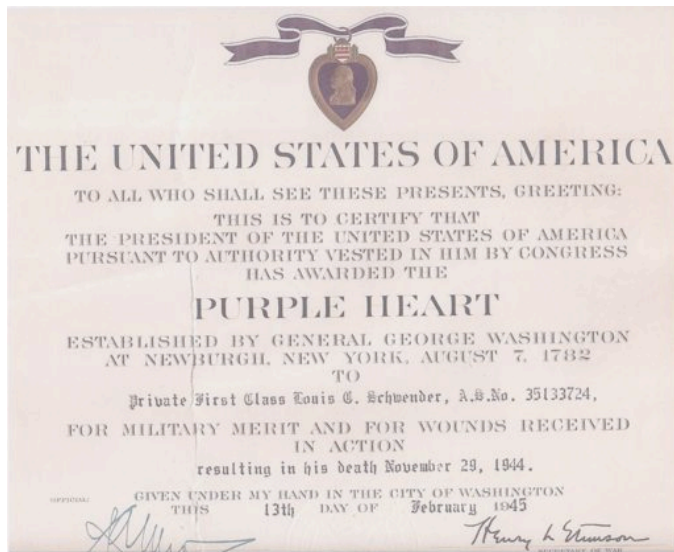 THE UNITED STATES OF AMERICA
TO ALL WHO SHALL SEE THESE PRESENTS, GREETING:
THIS IS TO CERTIFY THAT
THE PRESIDENT OF THE UNITED STATES OF AMERICA
PURSUANT TO AUTHORITY VESTED IN HIM BY CONGRESS
HAS AWARDED THE
PURPLE HEART
ESTABLISHED BY GENERAL GEORGE WASHINGTON
AT NEWBURGH, NEW YORK, AUGUST 7, 1782
TO
Private First Class Louis C. Schwender, A.S.No. 35133724,
FOR MILITARY MERIT AND FOR WOUNDS RECEIVED
IN ACTION
resulting in his death November 29, 1944.
OFFICIAL: GIVEN UNDER MY HAND IN THE CITY OF WASHINGTON
THIS 13th DAY OF February 1945
Henry L Stimson
SECRETARY OF WAR